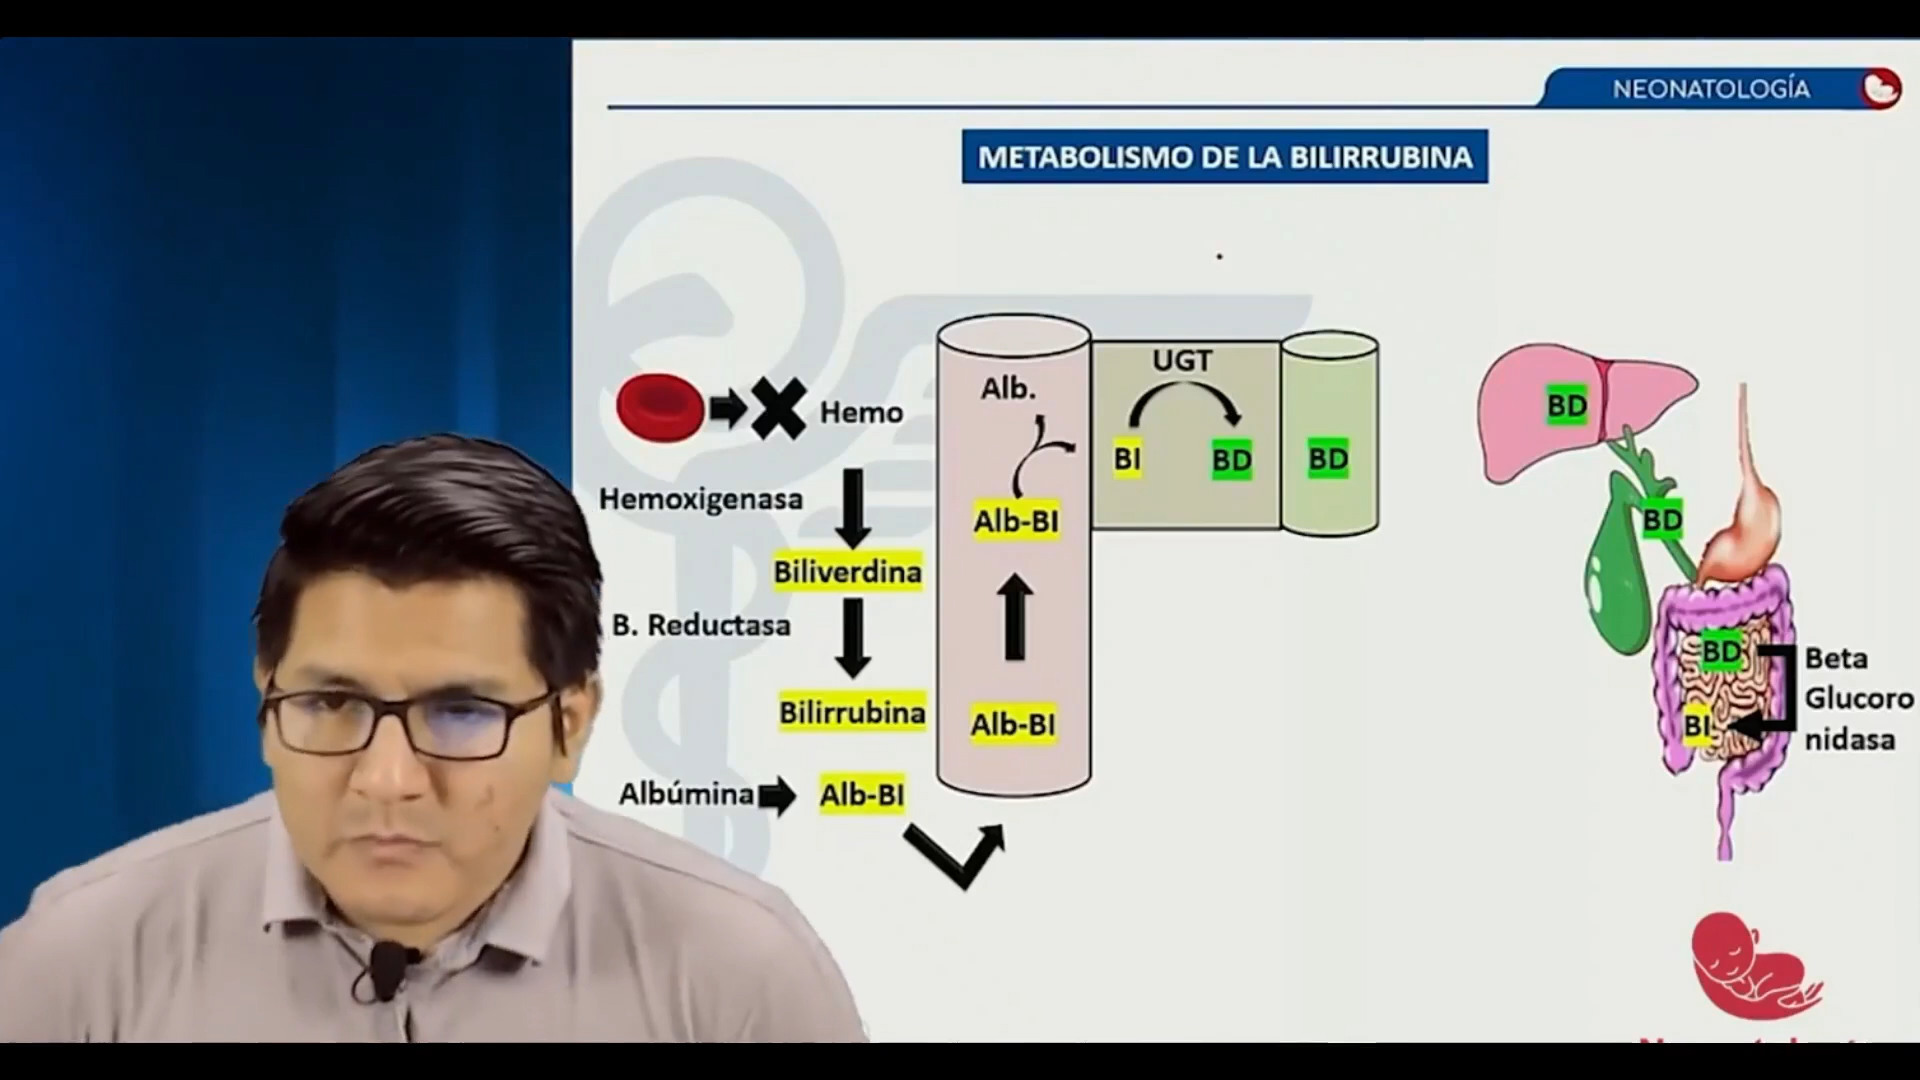 NEONATOLOGÍA
METABOLISMO DE LA BILIRRUBINA
Hemo
Hemoxigenasa
Biliverdina
B. Reductasa
Bilirrubina
Albúmina
Alb-BI
Alb.
Alb-BI
Alb-BI
UGT
BI
BD
BD
BD
BD
BD
BI
Beta
Glucoro
nidasa